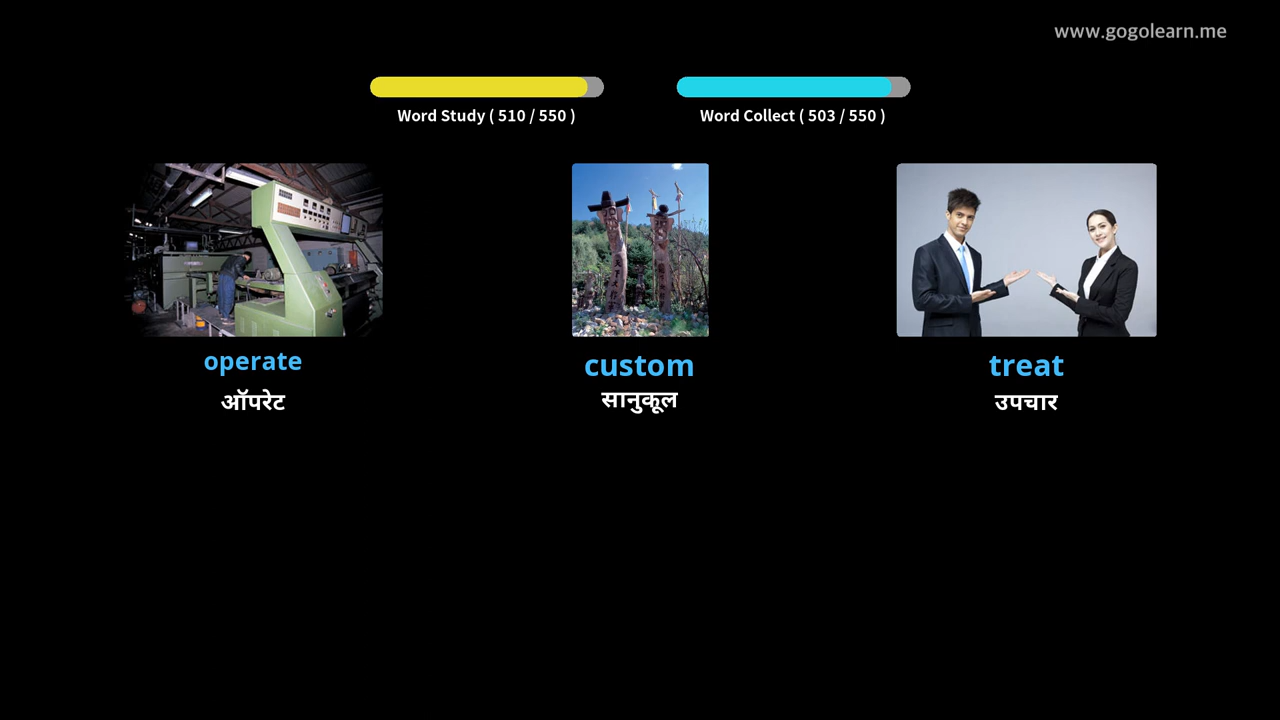 www.gogolearn.me
Word Study ( 510 / 550 )
Word Collect ( 503 / 550 )
operate
custom
treat
ऑपरेट
सानुकूल
उपचार